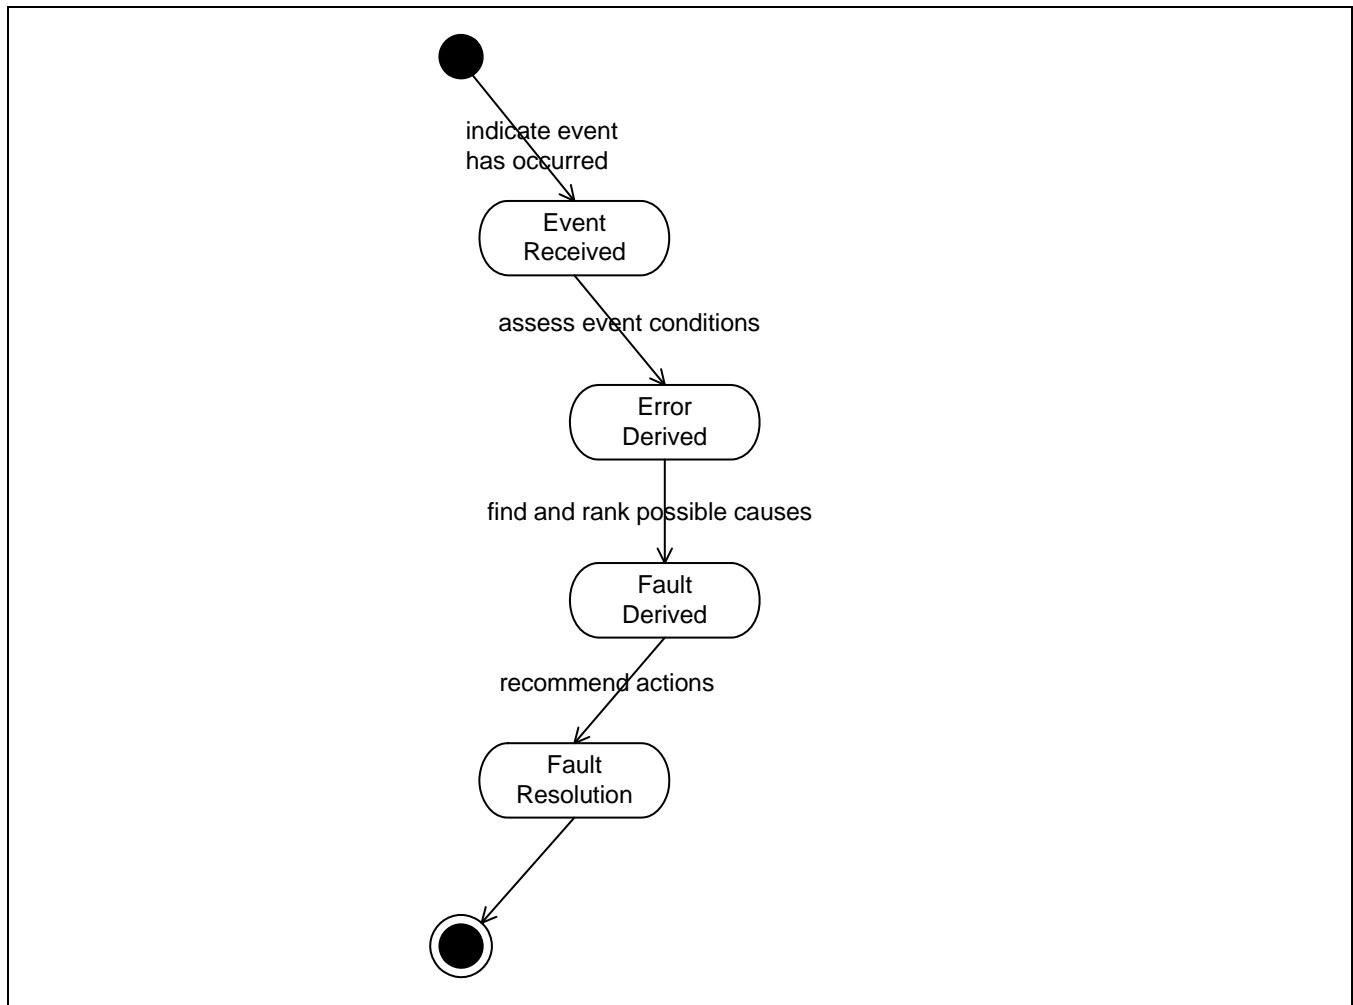 indicate event
has occurred
Event
Received
assess event conditions
Error
Derived
find and rank possible causes
Fault
Derived
recommend actions
Fault
Resolution